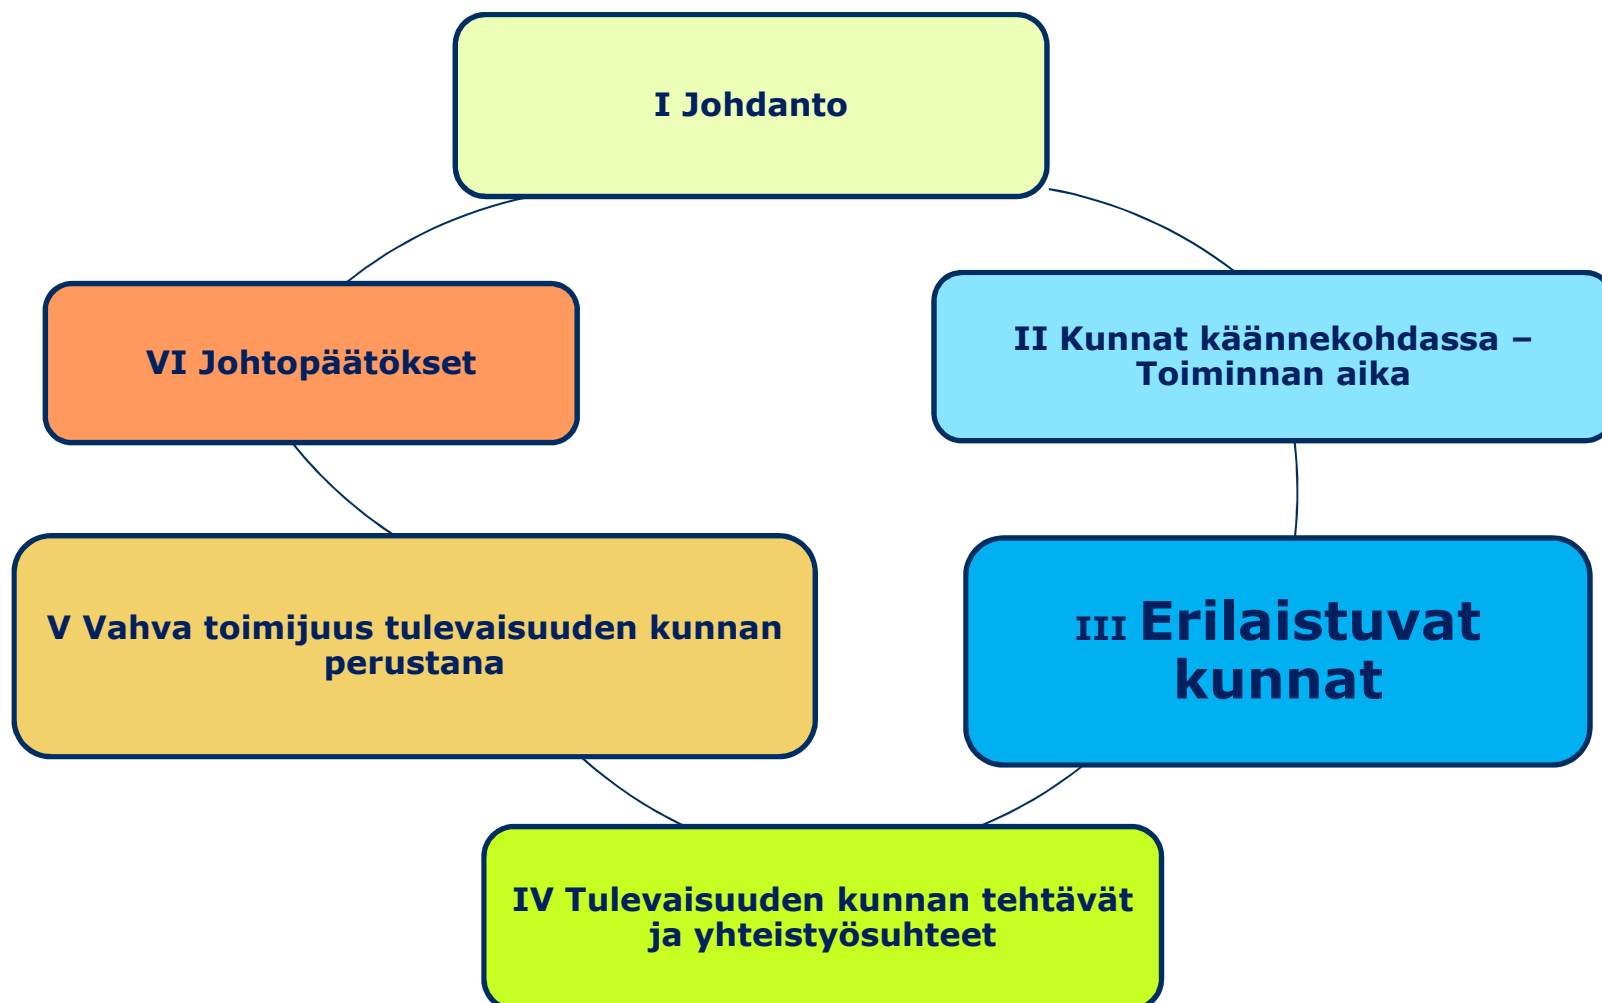 I Johdanto
II Kunnat käännekohdassa –
Toiminnan aika
III Erilaistuvat
kunnat
IV Tulevaisuuden kunnan tehtävät
ja yhteistyösuhteet
V Vahva toimijuus tulevaisuuden kunnan
perustana
VI Johtopäätökset